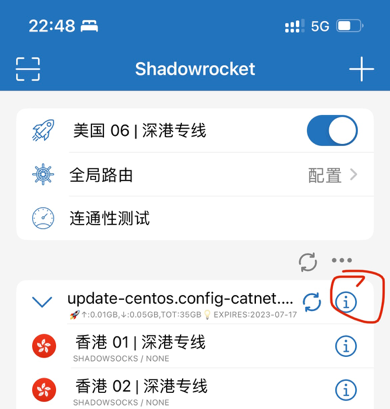 22:48
5G
Shadowrocket
美国 06 | 深港专线
全局路由
配置
连通性测试
update-centos.config-catnet....
🚀↑:0.01GB,↓:0.05GB,TOT:35GB💡EXPIRES:2023-07-17
香港 01 | 深港专线
SHADOWSOCKS / NONE
香港 02 | 深港专线
SHADOWSOCKS / NONE